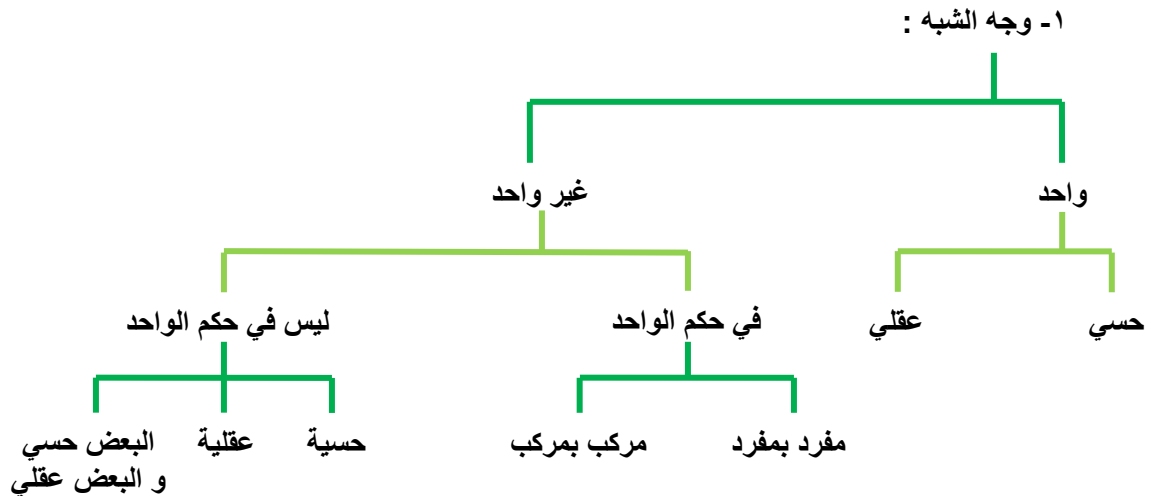 ١- وجه الشبه :
واحد
غير واحد
حسي
عقلي
في حكم الواحد
ليس في حكم الواحد
مفرد بمفرد
مركب بمركب
حسية
عقلية
البعض حسي
و البعض عقلي